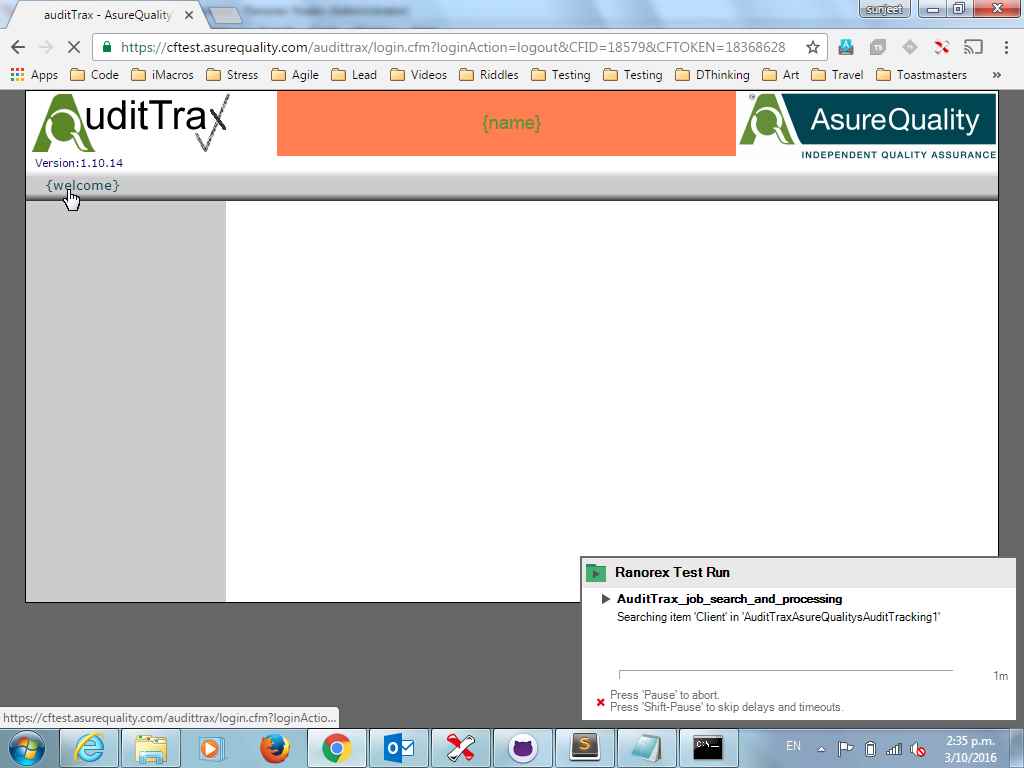 auditTrax - AsureQuality
sunjeet
https://cftest.asurequality.com/audittrax/login.cfm?loginAction=logout&CFID=18579&CFTOKEN=18368628
Apps Code iMacros Stress Agile Lead Videos Riddles Testing Testing DThinking Art Travel Toastmasters »
AuditTrax
{name}
AsureQuality
INDEPENDENT QUALITY ASSURANCE
Version:1.10.14
{welcome}
Ranorex Test Run
AuditTrax_job_search_and_processing
Searching item 'Client' in 'AuditTraxAsureQualitysAuditTracking1'
1m
Press 'Pause' to abort.
Press 'Shift-Pause' to skip delays and timeouts.
https://cftest.asurequality.com/audittrax/login.cfm?loginActio...
EN
2:35 p.m.
3/10/2016